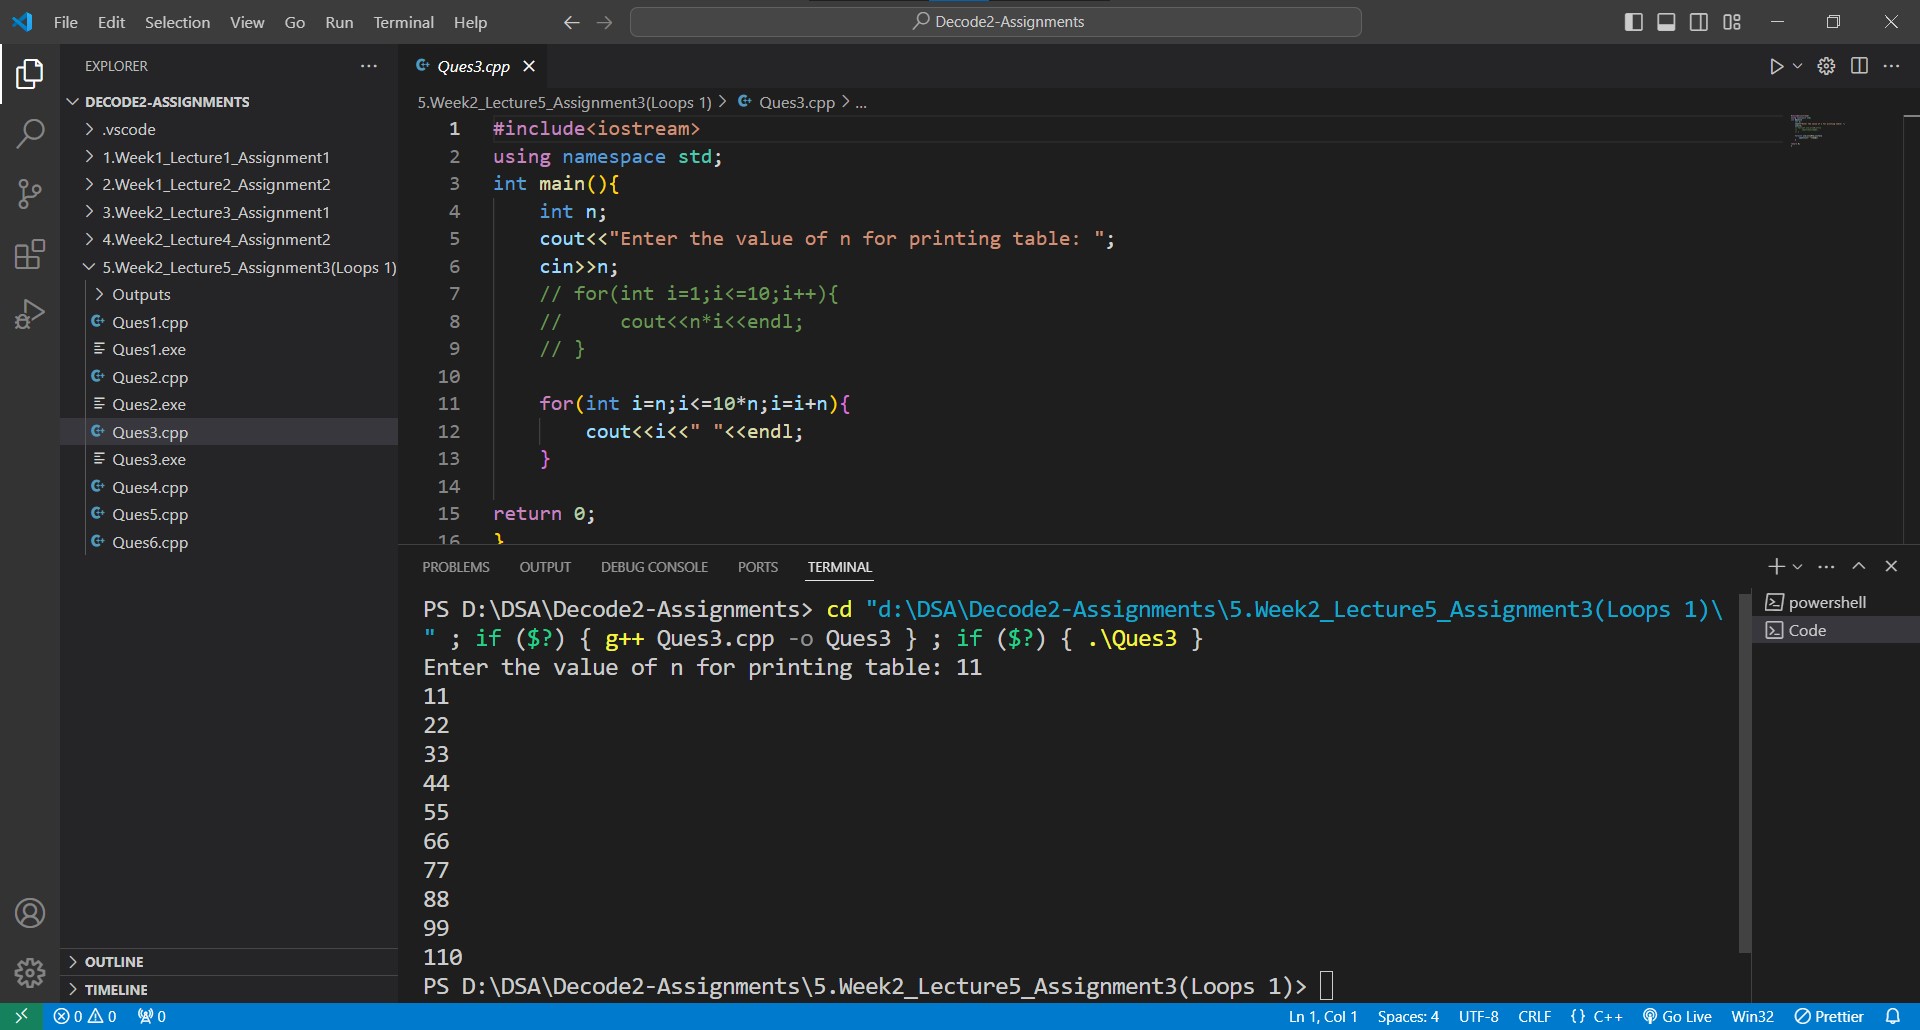 File Edit Selection View Go Run Terminal Help
Decode2-Assignments
EXPLORER
DECODE2-ASSIGNMENTS
.vscode
1.Week1_Lecture1_Assignment1
2.Week1_Lecture2_Assignment2
3.Week2_Lecture3_Assignment1
4.Week2_Lecture4_Assignment2
5.Week2_Lecture5_Assignment3(Loops 1)
Outputs
Ques1.cpp
Ques1.exe
Ques2.cpp
Ques2.exe
Ques3.cpp
Ques3.exe
Ques4.cpp
Ques5.cpp
Ques6.cpp
OUTLINE
TIMELINE
Ques3.cpp
5.Week2_Lecture5_Assignment3(Loops 1) > Ques3.cpp > ...
1 #include<iostream>
2 using namespace std;
3 int main(){
4 int n;
5 cout<<"Enter the value of n for printing table: ";
6 cin>>n;
7 // for(int i=1;i<=10;i++){
8 //     cout<<n*i<<endl;
9 // }
10
11 for(int i=n;i<=10*n;i=i+n){
12 cout<<i<<" "<<endl;
13 }
14
15 return 0;
16 }
PROBLEMS OUTPUT DEBUG CONSOLE PORTS TERMINAL
PS D:\DSA\Decode2-Assignments> cd "d:\DSA\Decode2-Assignments\5.Week2_Lecture5_Assignment3(Loops 1)\
" ; if ($?) { g++ Ques3.cpp -o Ques3 } ; if ($?) { .\Ques3 }
Enter the value of n for printing table: 11
11
22
33
44
55
66
77
88
99
110
PS D:\DSA\Decode2-Assignments\5.Week2_Lecture5_Assignment3(Loops 1)>
powershell
Code
0 0 0
Ln 1, Col 1 Spaces: 4 UTF-8 CRLF {} C++ Go Live Win32 Prettier